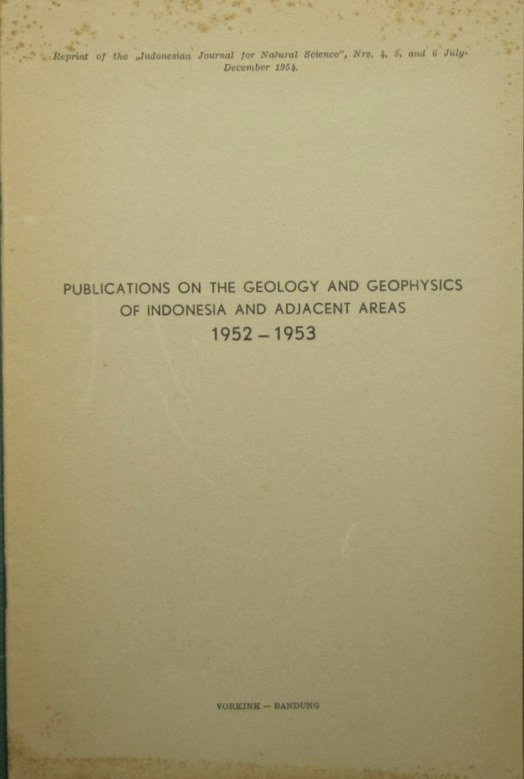 Reprint of the „Indonesian Journal for Natural Science", Nrs. 4, 5, and 6 July-
December 1954.
PUBLICATIONS ON THE GEOLOGY AND GEOPHYSICS
OF INDONESIA AND ADJACENT AREAS
1952 – 1953
VORKINK — BANDUNG